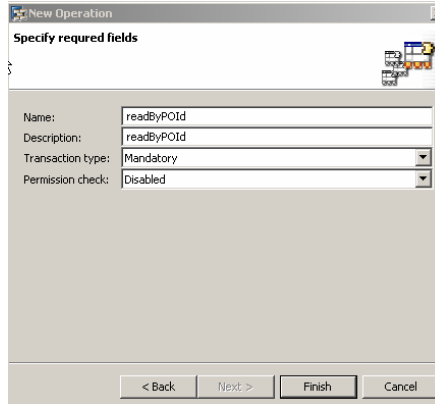 New Operation
Specify requred fields
Name: readByPOId
Description: readByPOId
Transaction type: Mandatory
Permission check: Disabled
< Back Next > Finish Cancel